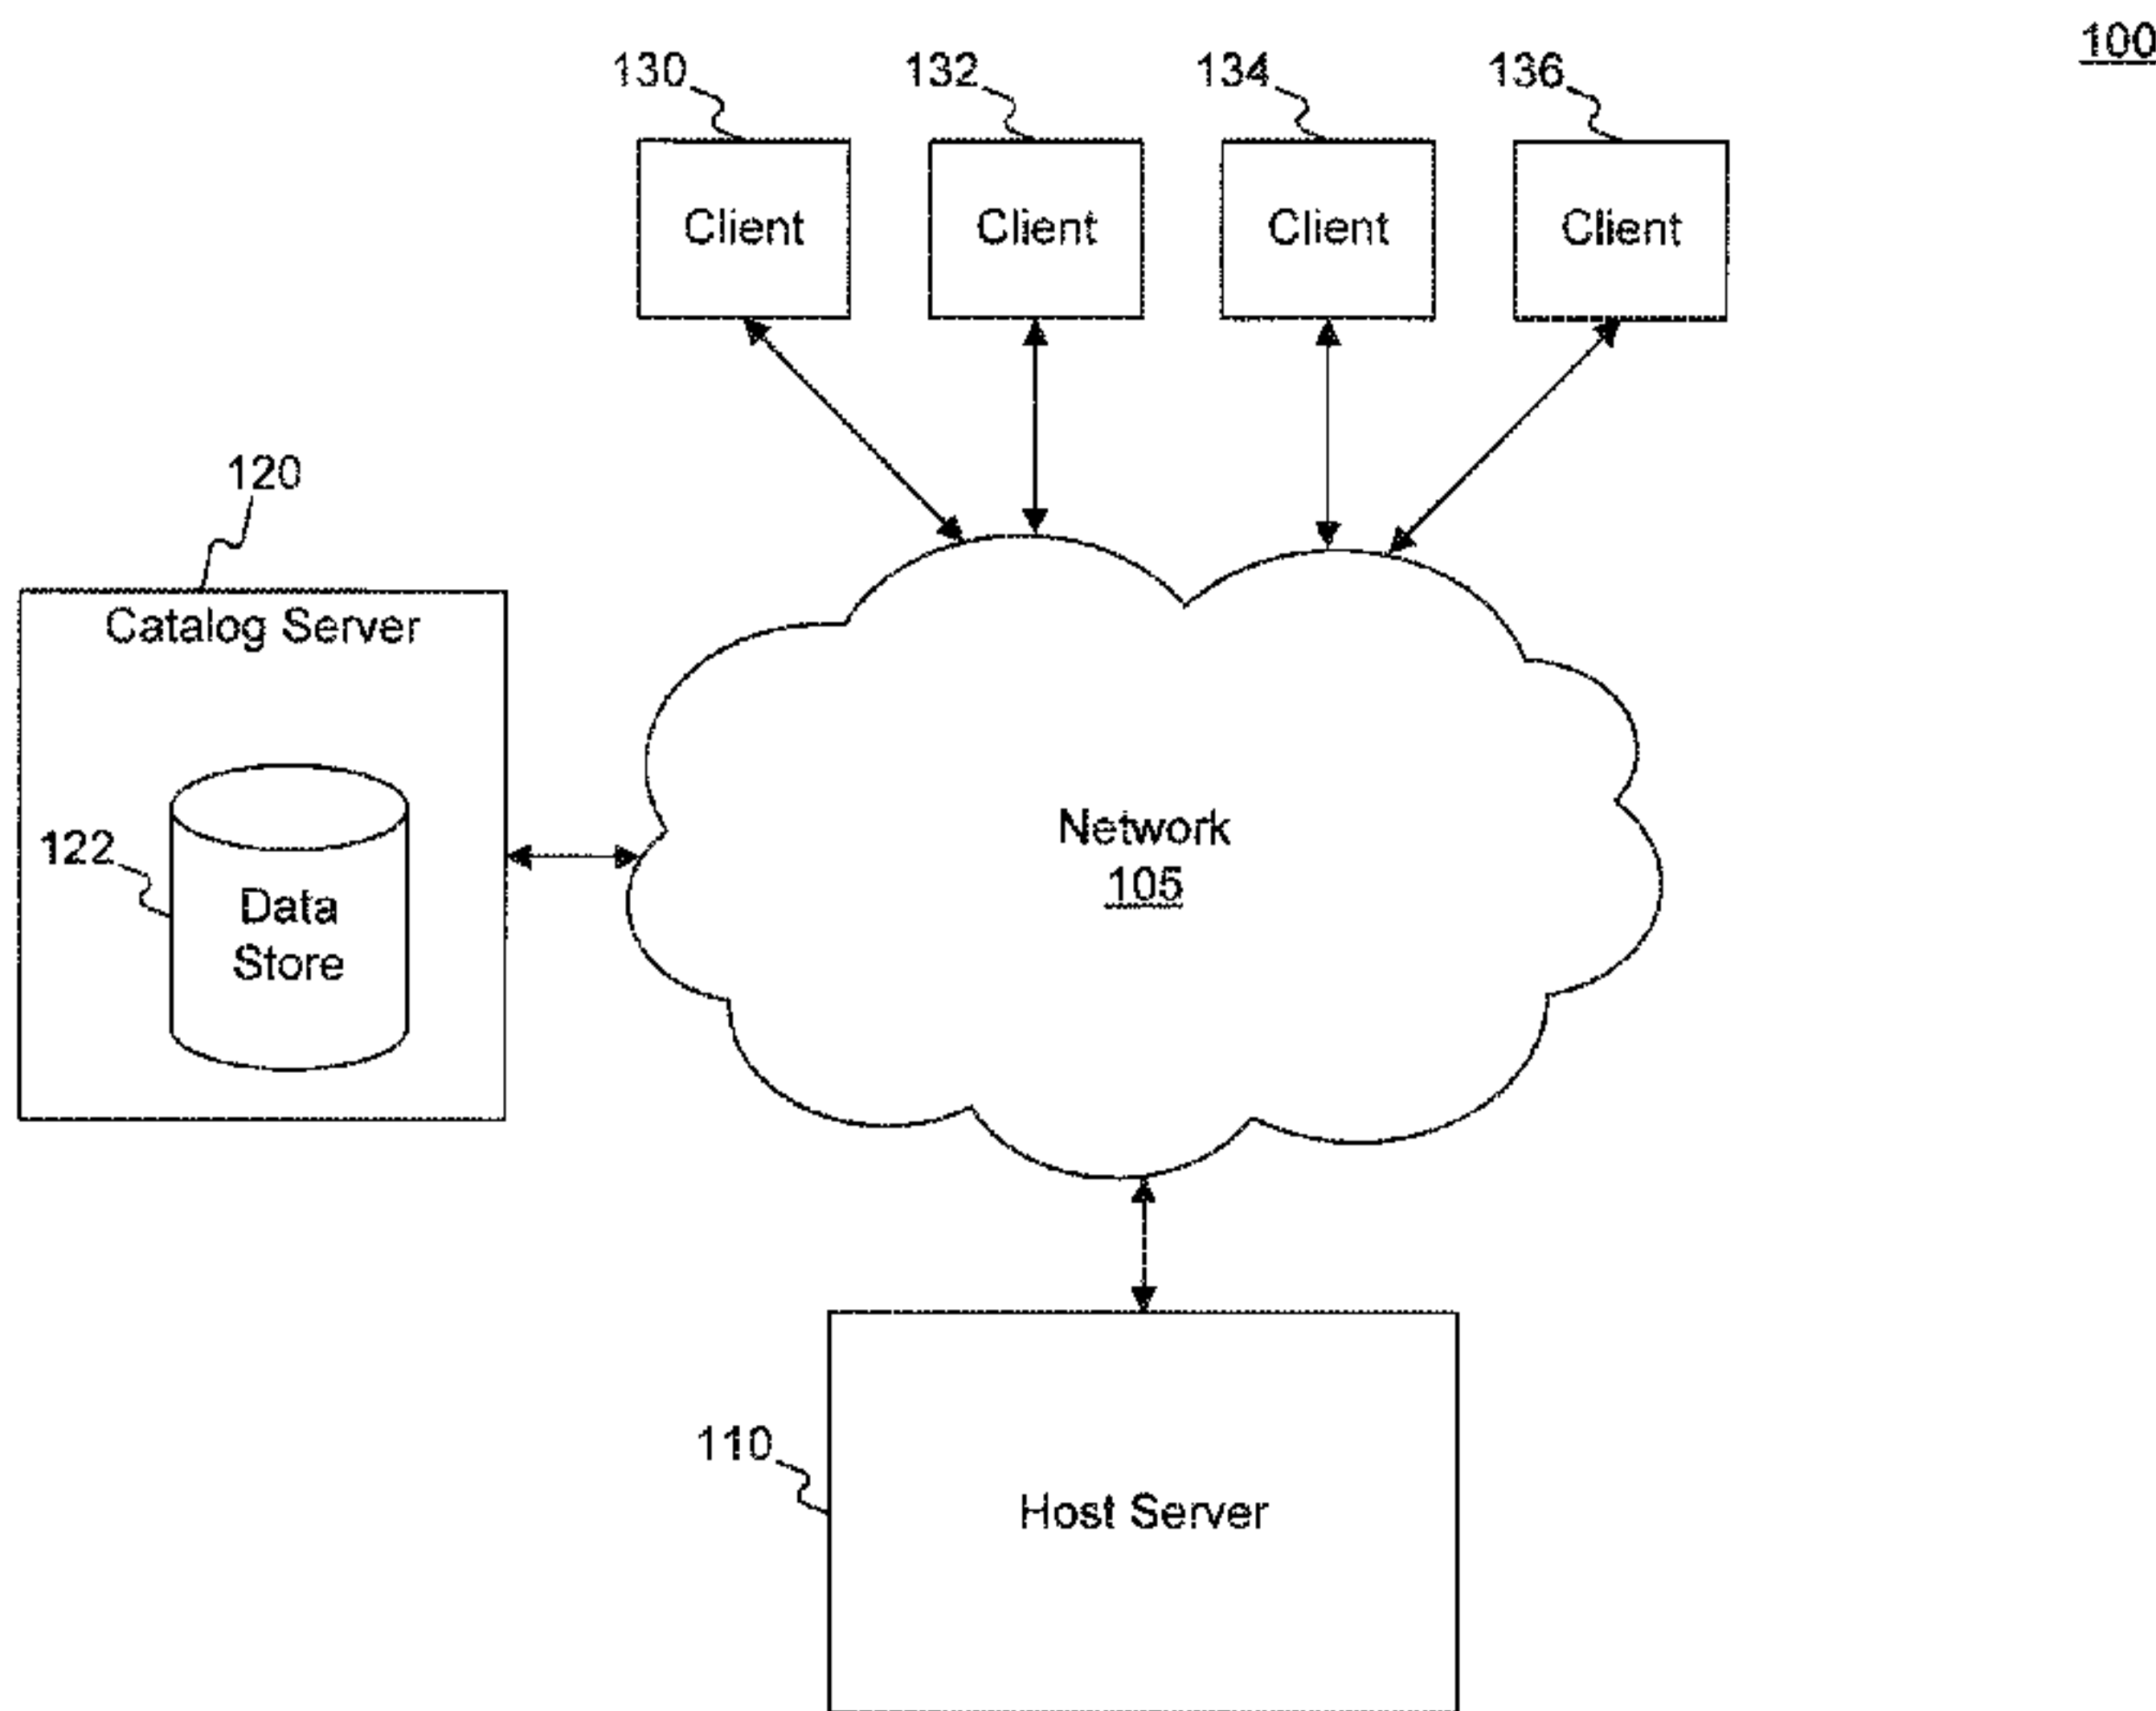 100
130 132 134 136
Client Client Client Client
120
Catalog Server
122
Data
Store
Network
105
110
Host Server